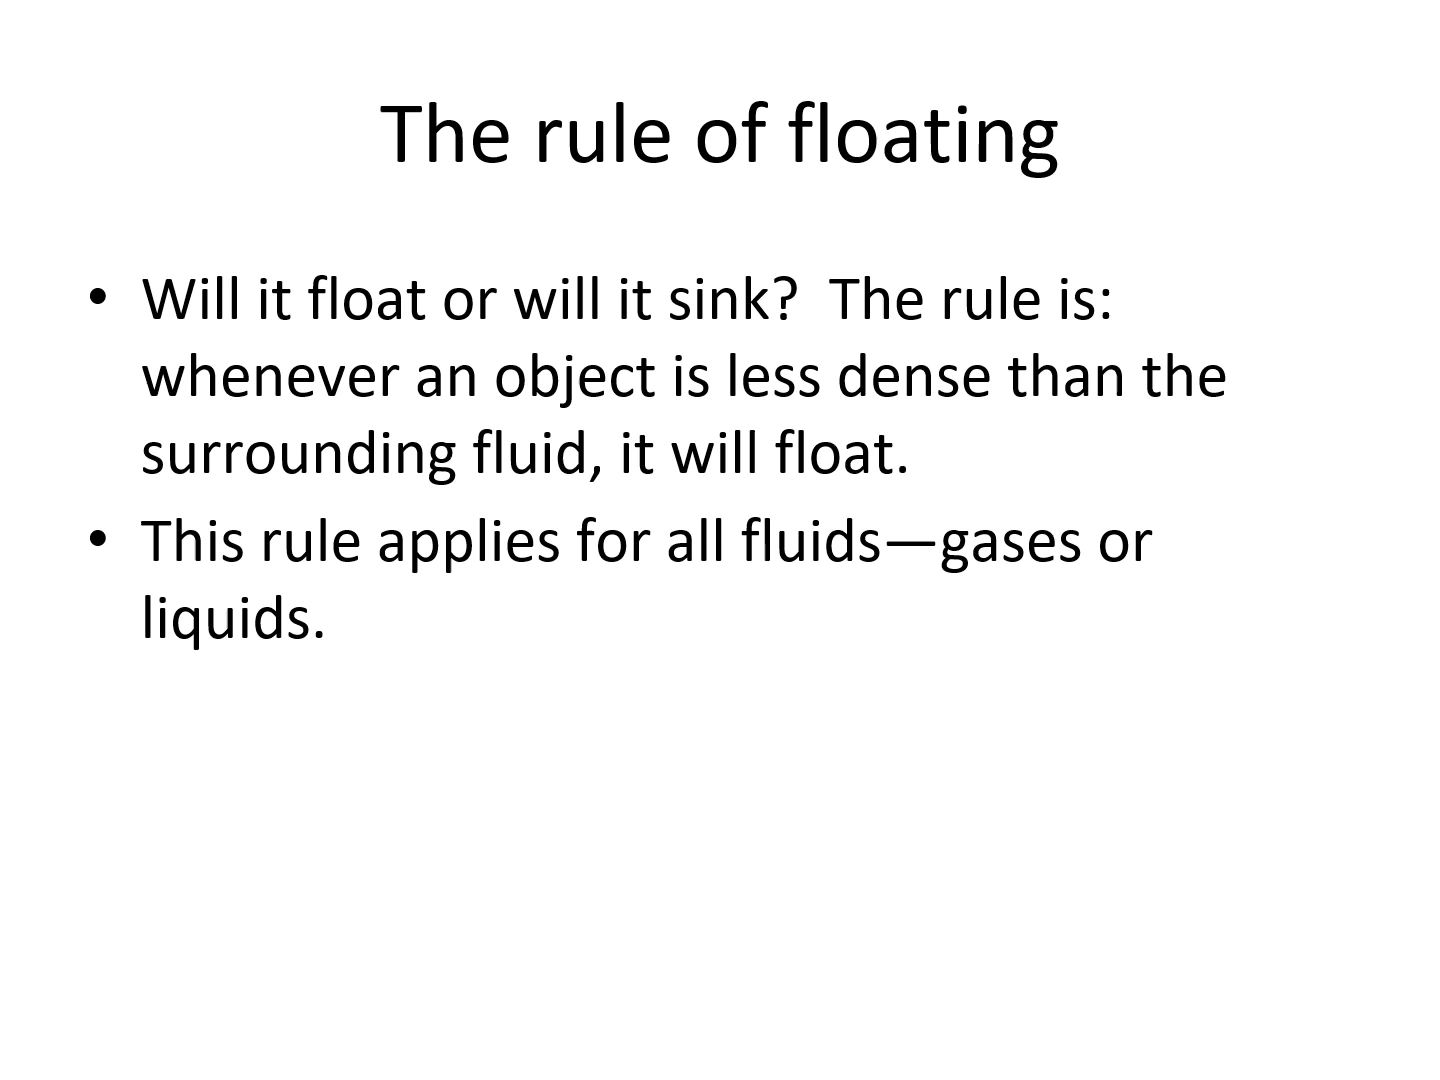 The rule of floating
• Will it float or will it sink?  The rule is:
whenever an object is less dense than the
surrounding fluid, it will float.
• This rule applies for all fluids—gases or
liquids.